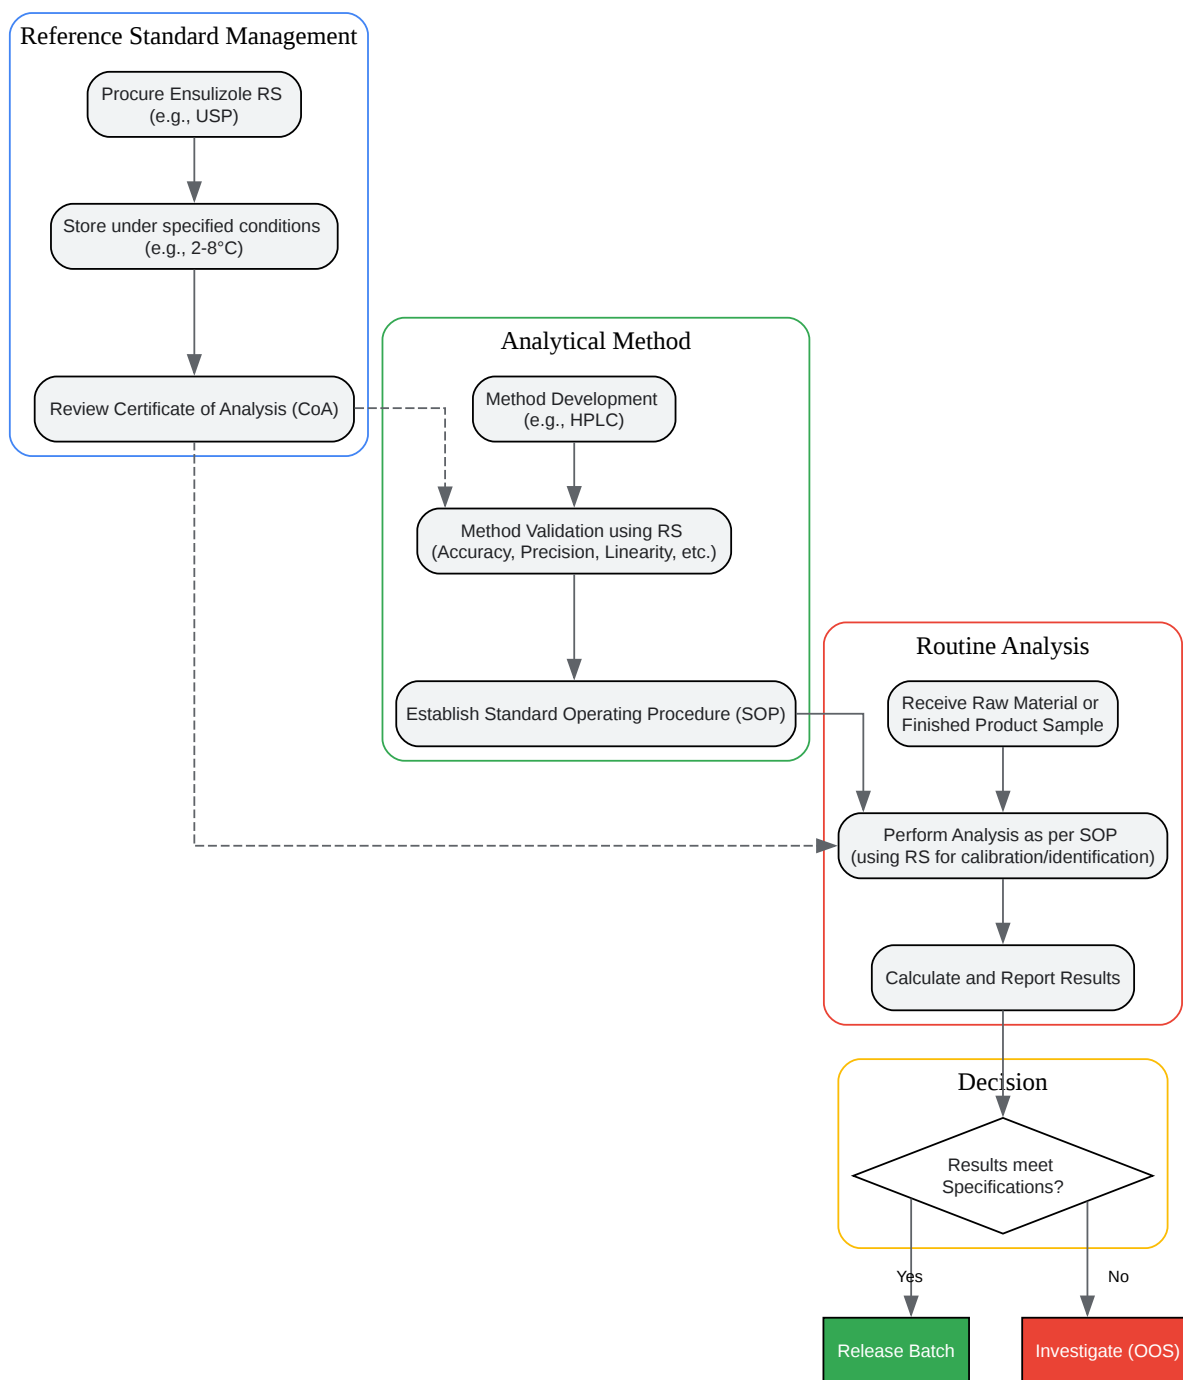 Reference Standard Management
Procure Ensulizole RS
(e.g., USP)
Store under specified conditions
(e.g., 2-8°C)
Review Certificate of Analysis (CoA)
Analytical Method
Method Development
(e.g., HPLC)
Method Validation using RS
(Accuracy, Precision, Linearity, etc.)
Establish Standard Operating Procedure (SOP)
Routine Analysis
Receive Raw Material or
Finished Product Sample
Perform Analysis as per SOP
(using RS for calibration/identification)
Calculate and Report Results
Decision
Results meet
Specifications?
Yes
No
Release Batch
Investigate (OOS)